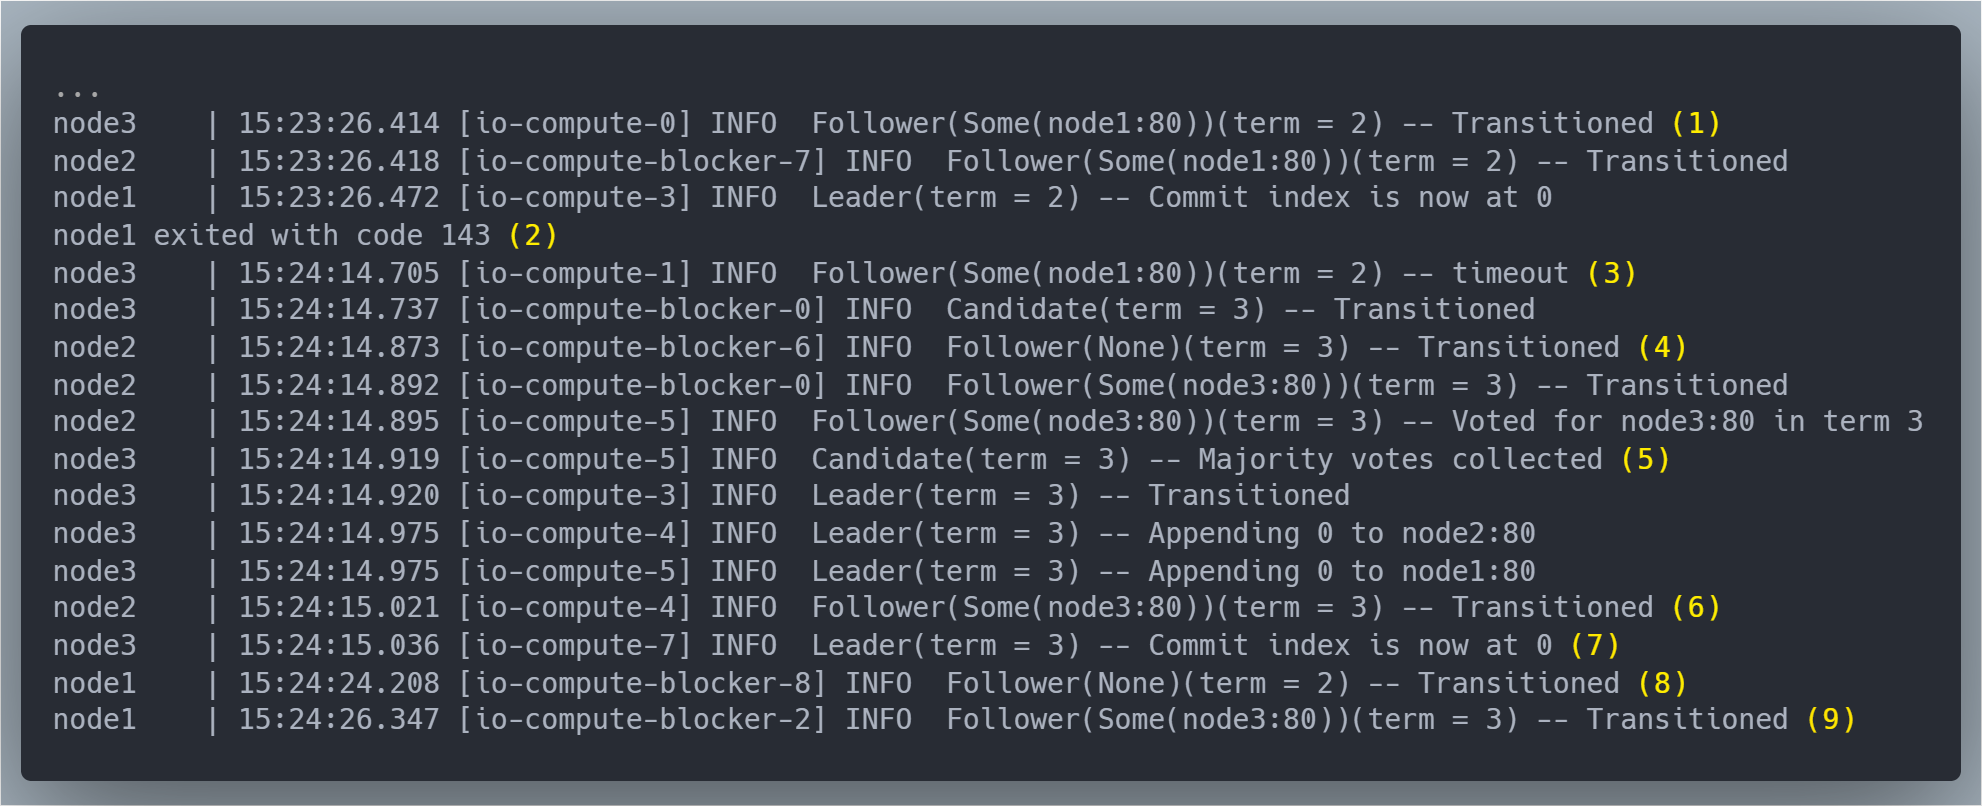 ...
node3    | 15:23:26.414 [io-compute-0] INFO  Follower(Some(node1:80))(term = 2) -- Transitioned (1)
node2    | 15:23:26.418 [io-compute-blocker-7] INFO  Follower(Some(node1:80))(term = 2) -- Transitioned
node1    | 15:23:26.472 [io-compute-3] INFO  Leader(term = 2) -- Commit index is now at 0
node1 exited with code 143 (2)
node3    | 15:24:14.705 [io-compute-1] INFO  Follower(Some(node1:80))(term = 2) -- timeout (3)
node3    | 15:24:14.737 [io-compute-blocker-0] INFO  Candidate(term = 3) -- Transitioned
node2    | 15:24:14.873 [io-compute-blocker-6] INFO  Follower(None)(term = 3) -- Transitioned (4)
node2    | 15:24:14.892 [io-compute-blocker-0] INFO  Follower(Some(node3:80))(term = 3) -- Transitioned
node2    | 15:24:14.895 [io-compute-5] INFO  Follower(Some(node3:80))(term = 3) -- Voted for node3:80 in term 3
node3    | 15:24:14.919 [io-compute-5] INFO  Candidate(term = 3) -- Majority votes collected (5)
node3    | 15:24:14.920 [io-compute-3] INFO  Leader(term = 3) -- Transitioned
node3    | 15:24:14.975 [io-compute-4] INFO  Leader(term = 3) -- Appending 0 to node2:80
node3    | 15:24:14.975 [io-compute-5] INFO  Leader(term = 3) -- Appending 0 to node1:80
node2    | 15:24:15.021 [io-compute-4] INFO  Follower(Some(node3:80))(term = 3) -- Transitioned (6)
node3    | 15:24:15.036 [io-compute-7] INFO  Leader(term = 3) -- Commit index is now at 0 (7)
node1    | 15:24:24.208 [io-compute-blocker-8] INFO  Follower(None)(term = 2) -- Transitioned (8)
node1    | 15:24:26.347 [io-compute-blocker-2] INFO  Follower(Some(node3:80))(term = 3) -- Transitioned (9)